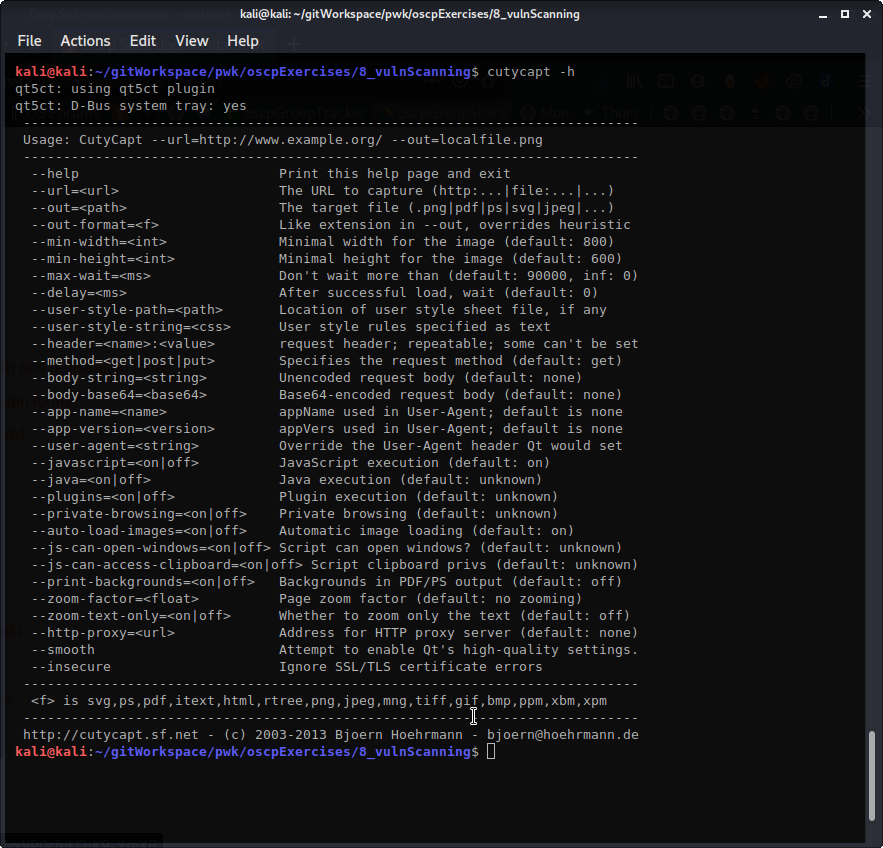 kali@kali: ~/gitWorkspace/pwk/oscpExercises/8_vulnScanning
File Actions Edit View Help
kali@kali:~/gitWorkspace/pwk/oscpExercises/8_vulnScanning$ cutycapt -h
qt5ct: using qt5ct plugin
qt5ct: D-Bus system tray: yes
-----------------------------------------------------------------------------
Usage: CutyCapt --url=http://www.example.org/ --out=localfile.png
-----------------------------------------------------------------------------
--help Print this help page and exit
--url=<url> The URL to capture (http:...|file:...|...)
--out=<path> The target file (.png|pdf|ps|svg|jpeg|...)
--out-format=<f> Like extension in --out, overrides heuristic
--min-width=<int> Minimal width for the image (default: 800)
--min-height=<int> Minimal height for the image (default: 600)
--max-wait=<ms> Don't wait more than (default: 90000, inf: 0)
--delay=<ms> After successful load, wait (default: 0)
--user-style-path=<path> Location of user style sheet file, if any
--user-style-string=<css> User style rules specified as text
--header=<name>:<value> request header; repeatable; some can't be set
--method=<get|post|put> Specifies the request method (default: get)
--body-string=<string> Unencoded request body (default: none)
--body-base64=<base64> Base64-encoded request body (default: none)
--app-name=<name> appName used in User-Agent; default is none
--app-version=<version> appVers used in User-Agent; default is none
--user-agent=<string> Override the User-Agent header Qt would set
--javascript=<on|off> JavaScript execution (default: on)
--java=<on|off> Java execution (default: unknown)
--plugins=<on|off> Plugin execution (default: unknown)
--private-browsing=<on|off> Private browsing (default: unknown)
--auto-load-images=<on|off> Automatic image loading (default: on)
--js-can-open-windows=<on|off> Script can open windows? (default: unknown)
--js-can-access-clipboard=<on|off> Script clipboard privs (default: unknown)
--print-backgrounds=<on|off> Backgrounds in PDF/PS output (default: off)
--zoom-factor=<float> Page zoom factor (default: no zooming)
--zoom-text-only=<on|off> Whether to zoom only the text (default: off)
--http-proxy=<url> Address for HTTP proxy server (default: none)
--smooth Attempt to enable Qt's high-quality settings.
--insecure Ignore SSL/TLS certificate errors
-----------------------------------------------------------------------------
<f> is svg,ps,pdf,itext,html,rtree,png,jpeg,mng,tiff,gif,bmp,ppm,xbm,xpm
-----------------------------------------------------------------------------
http://cutycapt.sf.net - (c) 2003-2013 Bjoern Hoehrmann - bjoern@hoehrmann.de
kali@kali:~/gitWorkspace/pwk/oscpExercises/8_vulnScanning$